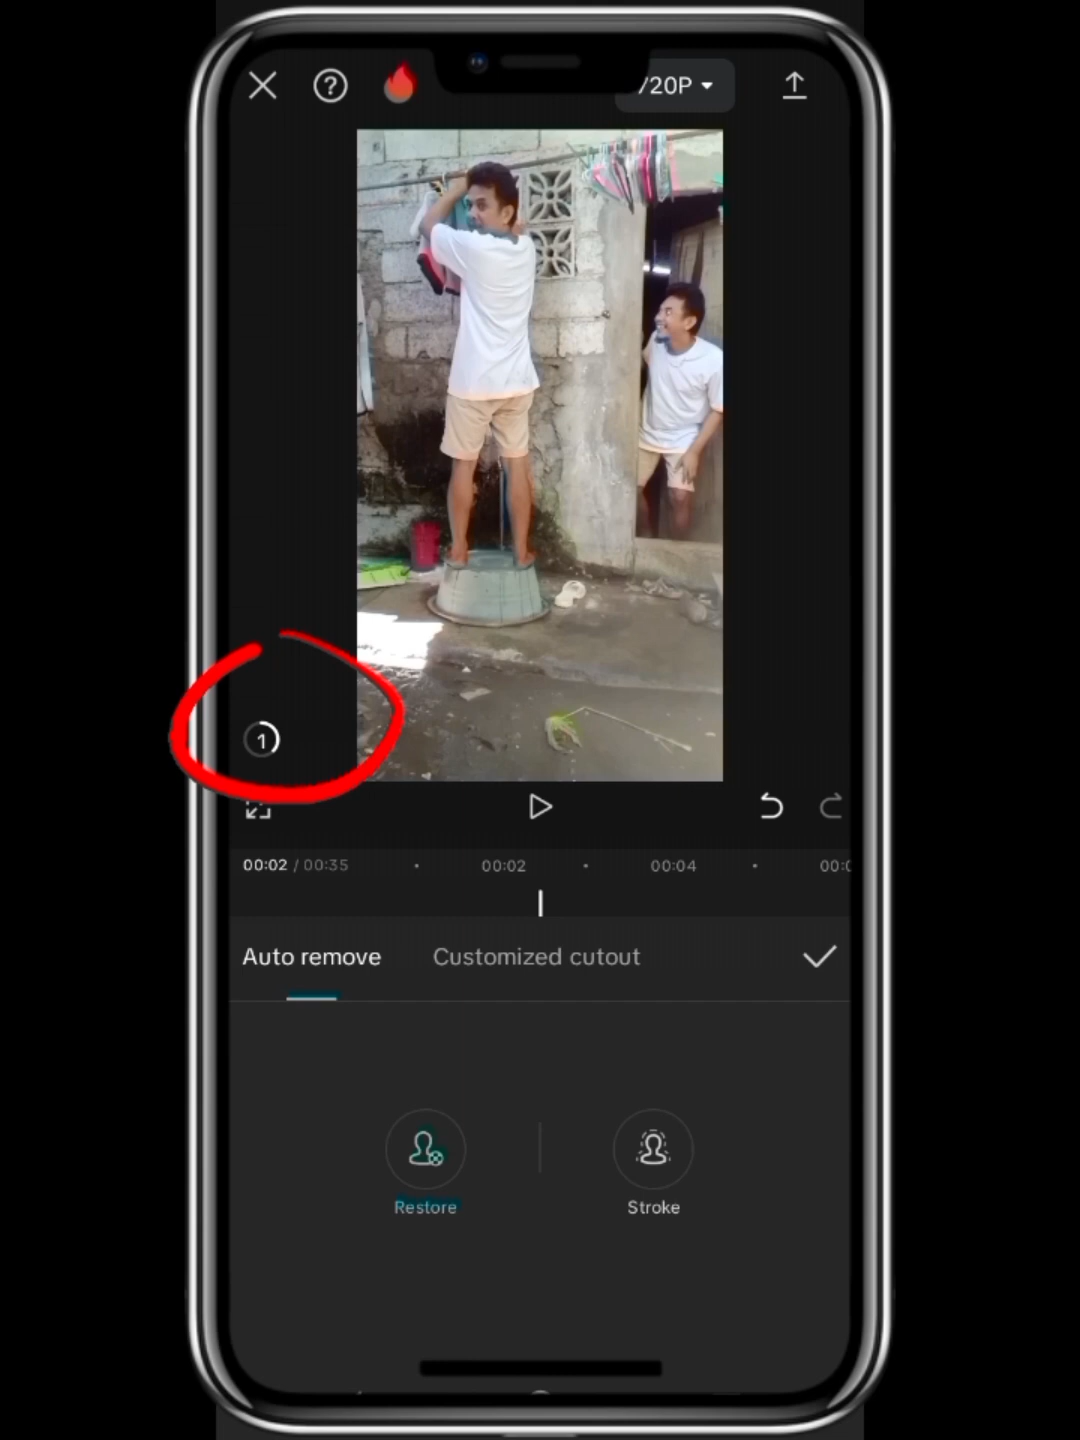 ?
720P
1
00:02 / 00:35
00:02
00:04
Auto remove
Customized cutout
Restore
Stroke